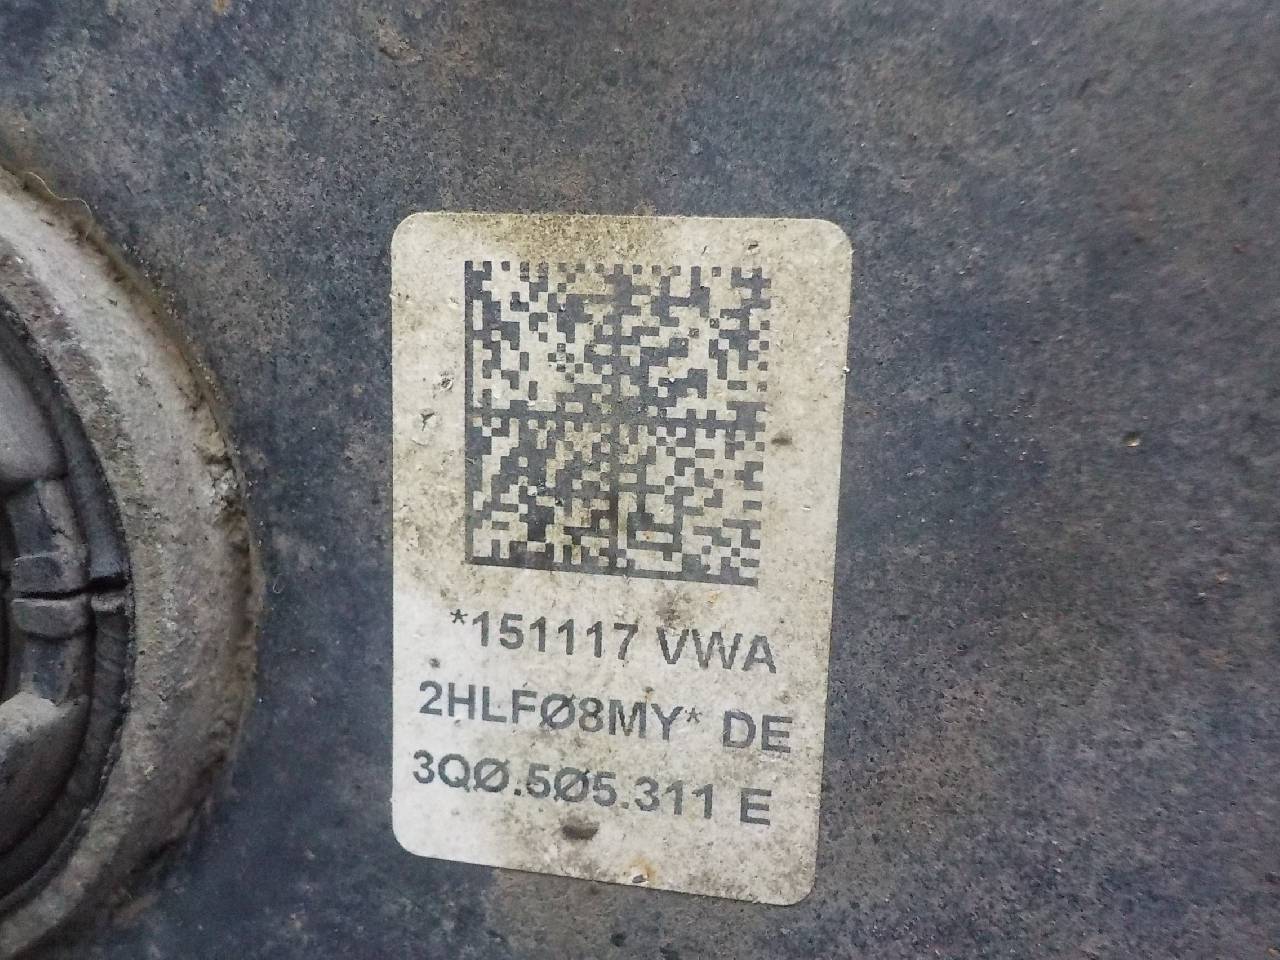 *151117 VWA
2HLFØ8MY* DE
3QØ.5Ø5.311 E